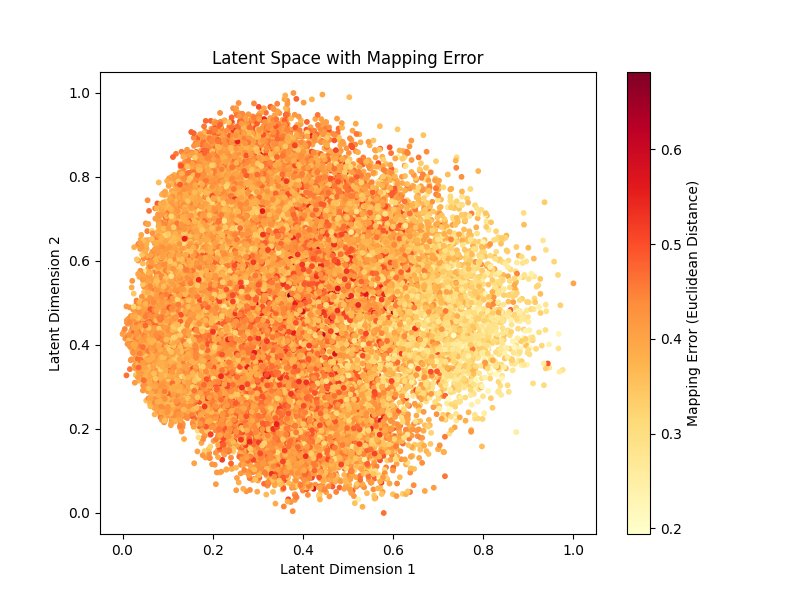 Latent Space with Mapping Error
1.0
0.8
0.6
0.4
0.2
0.0
Latent Dimension 2
0.0 0.2 0.4 0.6 0.8 1.0
Latent Dimension 1
0.6
0.5
0.4
0.3
0.2
Mapping Error (Euclidean Distance)